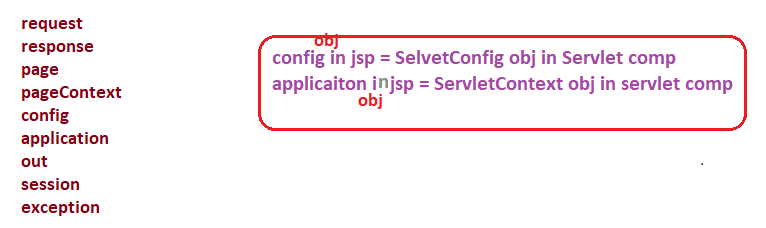 request
response
page
pageContext
config
application
out
session
exception
obj
config in jsp = SelvetConfig obj in Servlet comp
applicaiton in jsp = ServletContext obj in servlet comp
obj
.